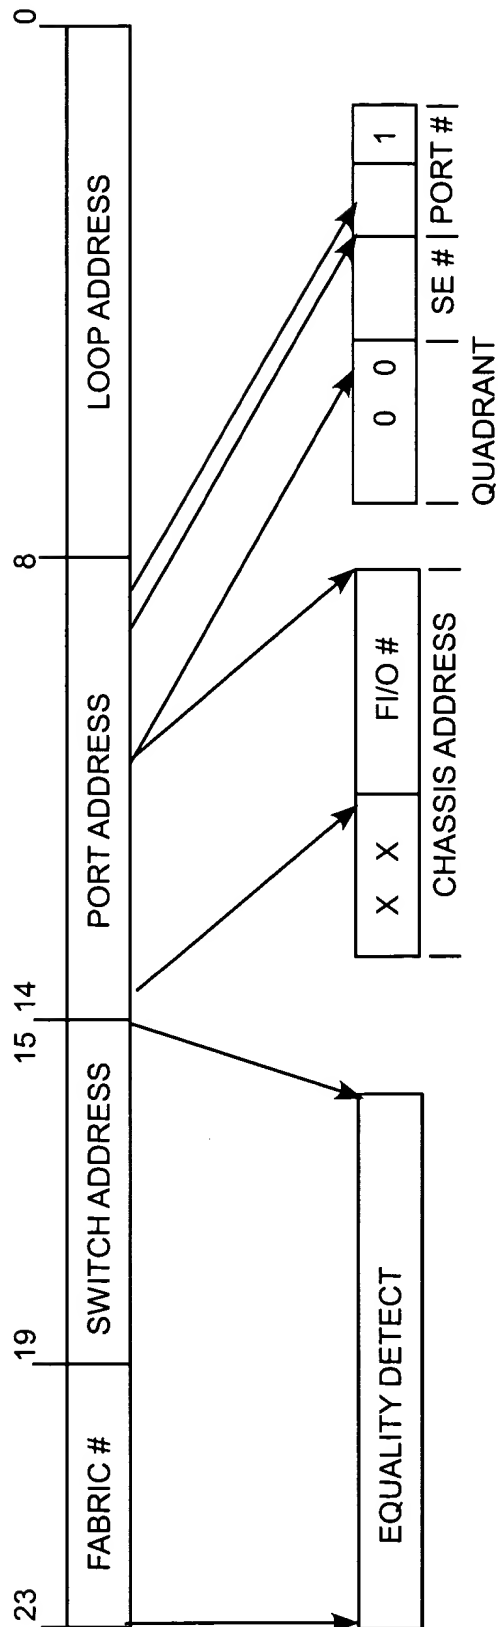 23 19 15 14 8 0
FABRIC # SWITCH ADDRESS PORT ADDRESS LOOP ADDRESS
EQUALITY DETECT X X FI/O # 0 0 1
CHASSIS ADDRESS SE # PORT #
QUADRANT